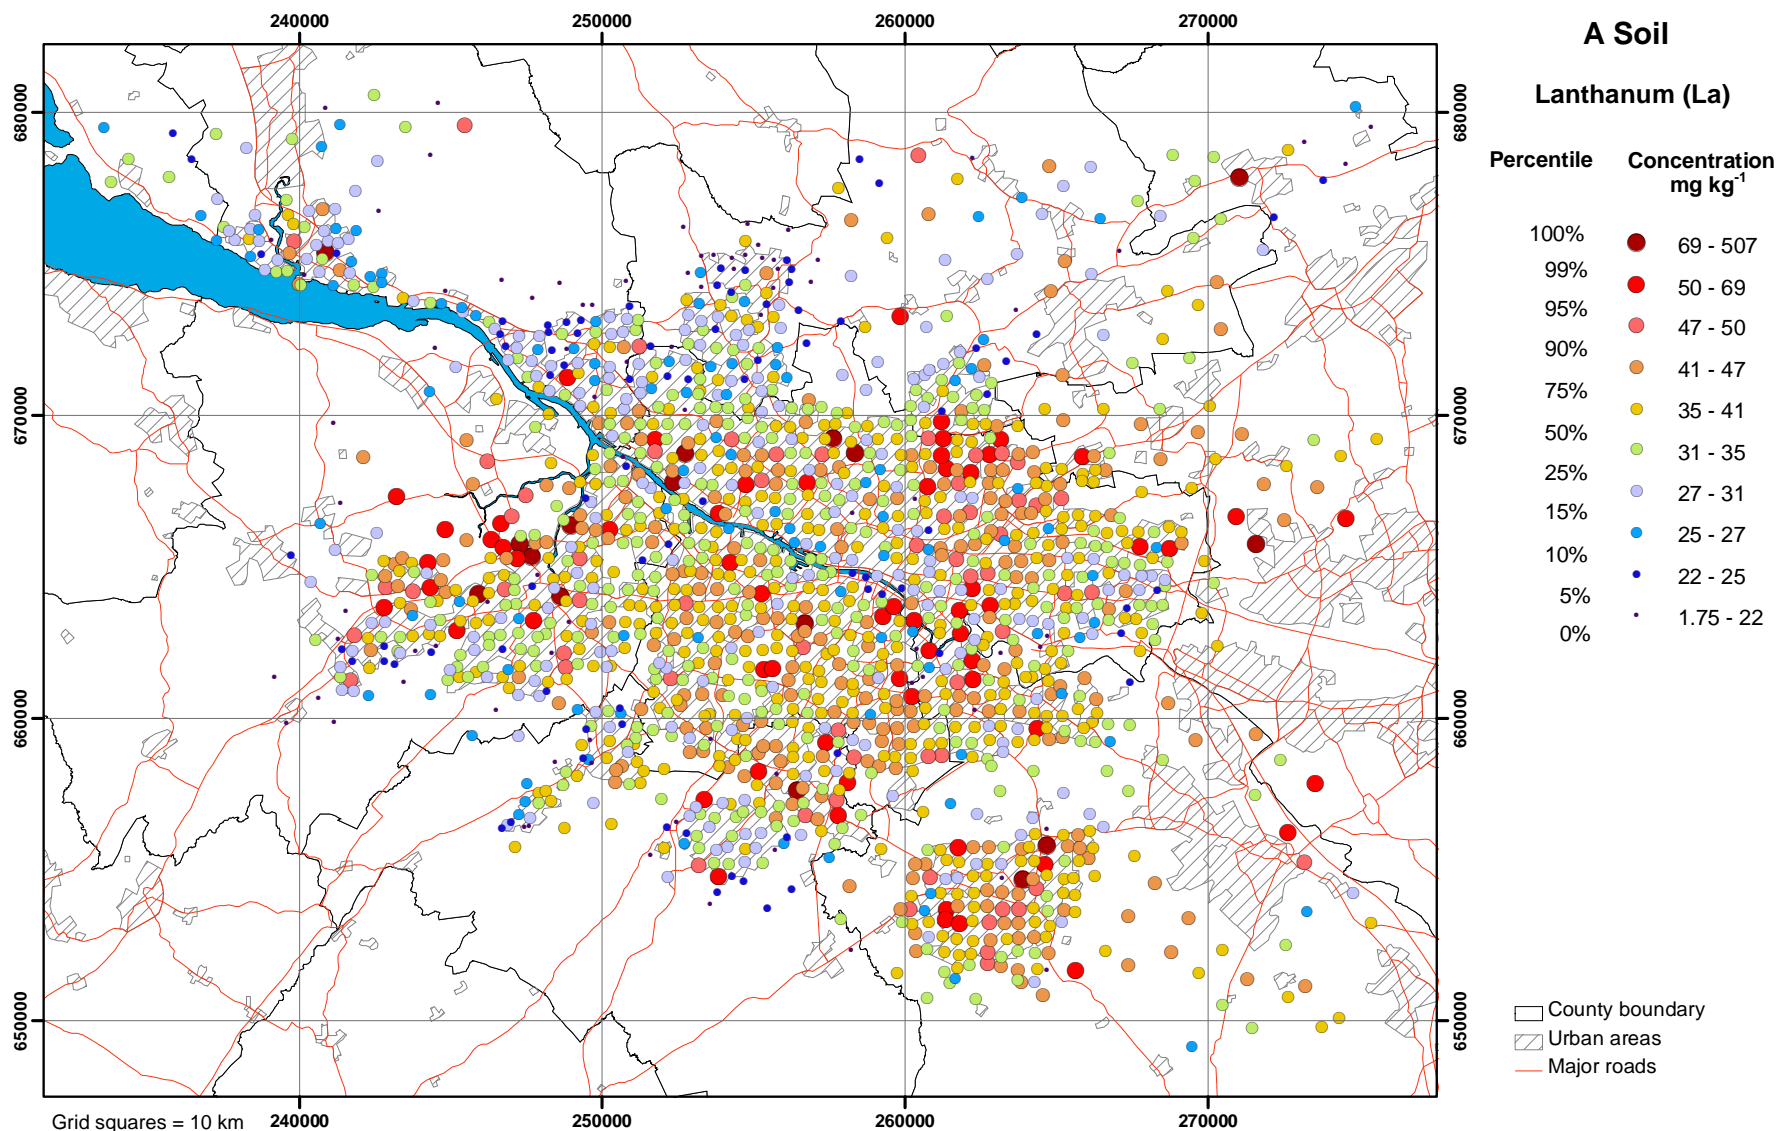 240000 250000 260000 270000
A Soil
Lanthanum (La)
Percentile Concentration
mg kg-1
100% 69 - 507
99%
50 - 69
95%
47 - 50
90%
41 - 47
75%
35 - 41
50%
31 - 35
25%
27 - 31
15%
25 - 27
10%
22 - 25
5%
1.75 - 22
0%
680000 680000
670000 670000
660000 660000
650000 650000
County boundary
Urban areas
Major roads
Grid squares = 10 km
240000 250000 260000 270000